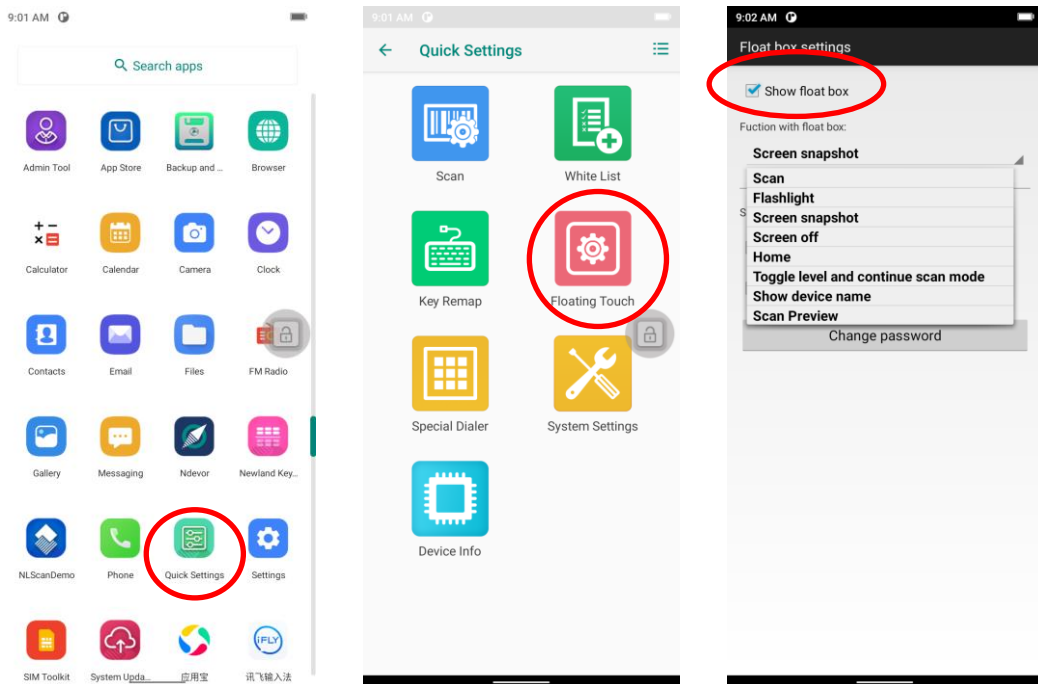 9:01 AM
Search apps
Admin Tool
App Store
Backup and ...
Browser
Calculator
Calendar
Camera
Clock
Contacts
Email
Files
FM Radio
Gallery
Messaging
Ndevor
Newland Key...
NLScanDemo
Phone
Quick Settings
Settings
SIM Toolkit
System Upda...
应用宝
iFLY
讯飞输入法
9:01 AM
Quick Settings
Scan
White List
Key Remap
Floating Touch
Special Dialer
System Settings
Device Info
9:02 AM
Float box settings
Show float box
Fuction with float box:
Screen snapshot
Scan
Flashlight
S
Screen snapshot
Screen off
Home
Toggle level and continue scan mode
Show device name
Scan Preview
Change password